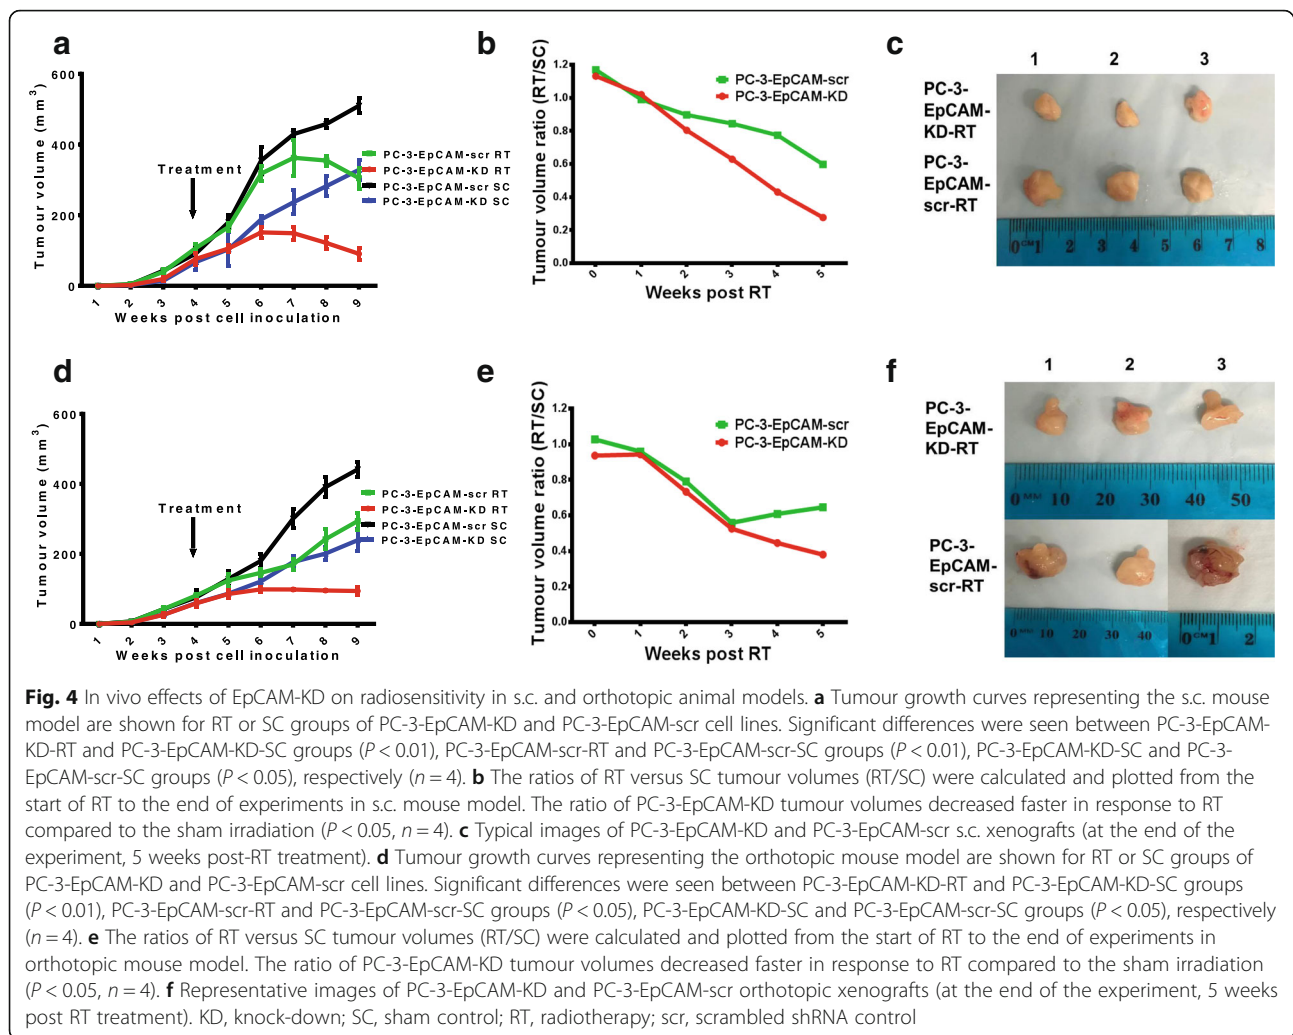 a
600
400
200
0
Tumour volume (mm³)
Treatment
PC-3-EpCAM-scr RT
PC-3-EpCAM-KD RT
PC-3-EpCAM-scr SC
PC-3-EpCAM-KD SC
1 2 3 4 5 6 7 8 9
Weeks post cell inoculation
b
1.2
1.0
0.8
0.6
0.4
0.2
0.0
Tumour volume ratio (RT/SC)
PC-3-EpCAM-scr
PC-3-EpCAM-KD
0 1 2 3 4 5
Weeks post RT
c
1 2 3
PC-3-
EpCAM-
KD-RT
PC-3-
EpCAM-
scr-RT
0CM1 2 3 4 5 6 7 8
d
600
400
200
0
Tumour volume (mm³)
Treatment
PC-3-EpCAM-scr RT
PC-3-EpCAM-KD RT
PC-3-EpCAM-scr SC
PC-3-EpCAM-KD SC
1 2 3 4 5 6 7 8 9
Weeks post cell inoculation
e
1.2
1.0
0.8
0.6
0.4
0.2
0.0
Tumour volume ratio (RT/SC)
PC-3-EpCAM-scr
PC-3-EpCAM-KD
0 1 2 3 4 5
Weeks post RT
f
1 2 3
PC-3-
EpCAM-
KD-RT
0 MM 10 20 30 40 50
PC-3-
EpCAM-
scr-RT
0 MM 10 20 30 40
0CM1 2
Fig. 4 In vivo effects of EpCAM-KD on radiosensitivity in s.c. and orthotopic animal models. a Tumour growth curves representing the s.c. mouse
model are shown for RT or SC groups of PC-3-EpCAM-KD and PC-3-EpCAM-scr cell lines. Significant differences were seen between PC-3-EpCAM-
KD-RT and PC-3-EpCAM-KD-SC groups (P < 0.01), PC-3-EpCAM-scr-RT and PC-3-EpCAM-scr-SC groups (P < 0.01), PC-3-EpCAM-KD-SC and PC-3-
EpCAM-scr-SC groups (P < 0.05), respectively (n = 4). b The ratios of RT versus SC tumour volumes (RT/SC) were calculated and plotted from the
start of RT to the end of experiments in s.c. mouse model. The ratio of PC-3-EpCAM-KD tumour volumes decreased faster in response to RT
compared to the sham irradiation (P < 0.05, n = 4). c Typical images of PC-3-EpCAM-KD and PC-3-EpCAM-scr s.c. xenografts (at the end of the
experiment, 5 weeks post-RT treatment). d Tumour growth curves representing the orthotopic mouse model are shown for RT or SC groups of
PC-3-EpCAM-KD and PC-3-EpCAM-scr cell lines. Significant differences were seen between PC-3-EpCAM-KD-RT and PC-3-EpCAM-KD-SC groups
(P < 0.01), PC-3-EpCAM-scr-RT and PC-3-EpCAM-scr-SC groups (P < 0.05), PC-3-EpCAM-KD-SC and PC-3-EpCAM-scr-SC groups (P < 0.05), respectively
(n = 4). e The ratios of RT versus SC tumour volumes (RT/SC) were calculated and plotted from the start of RT to the end of experiments in
orthotopic mouse model. The ratio of PC-3-EpCAM-KD tumour volumes decreased faster in response to RT compared to the sham irradiation
(P < 0.05, n = 4). f Representative images of PC-3-EpCAM-KD and PC-3-EpCAM-scr orthotopic xenografts (at the end of the experiment, 5 weeks
post RT treatment). KD, knock-down; SC, sham control; RT, radiotherapy; scr, scrambled shRNA control